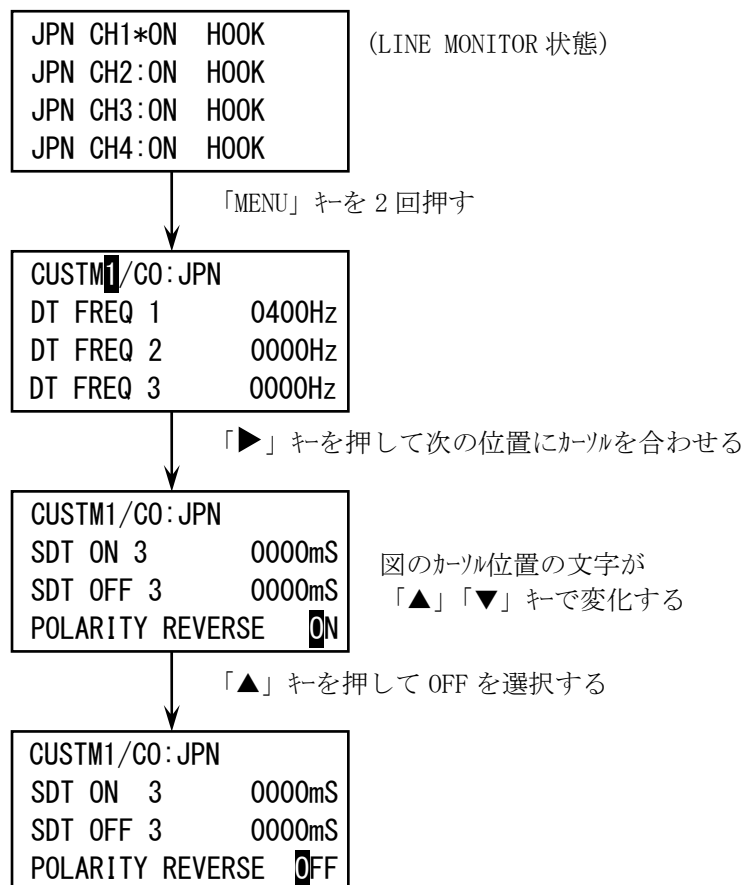 JPN CH1*ON HOOK
(LINE MONITOR 状態)
JPN CH2:ON HOOK
JPN CH3:ON HOOK
JPN CH4:ON HOOK
「MENU」ｷｰを 2 回押す
CUSTM1/CO:JPN
DT FREQ 1 0400Hz
DT FREQ 2 0000Hz
DT FREQ 3 0000Hz
「▶」ｷｰを押して次の位置にｶｰｿﾙを合わせる
CUSTM1/CO:JPN
SDT ON 3 0000mS
SDT OFF 3 0000mS
POLARITY REVERSE ON
図のｶｰｿﾙ位置の文字が
「▲」「▼」ｷｰで変化する
「▲」ｷｰを押して OFF を選択する
CUSTM1/CO:JPN
SDT ON 3 0000mS
SDT OFF 3 0000mS
POLARITY REVERSE OFF